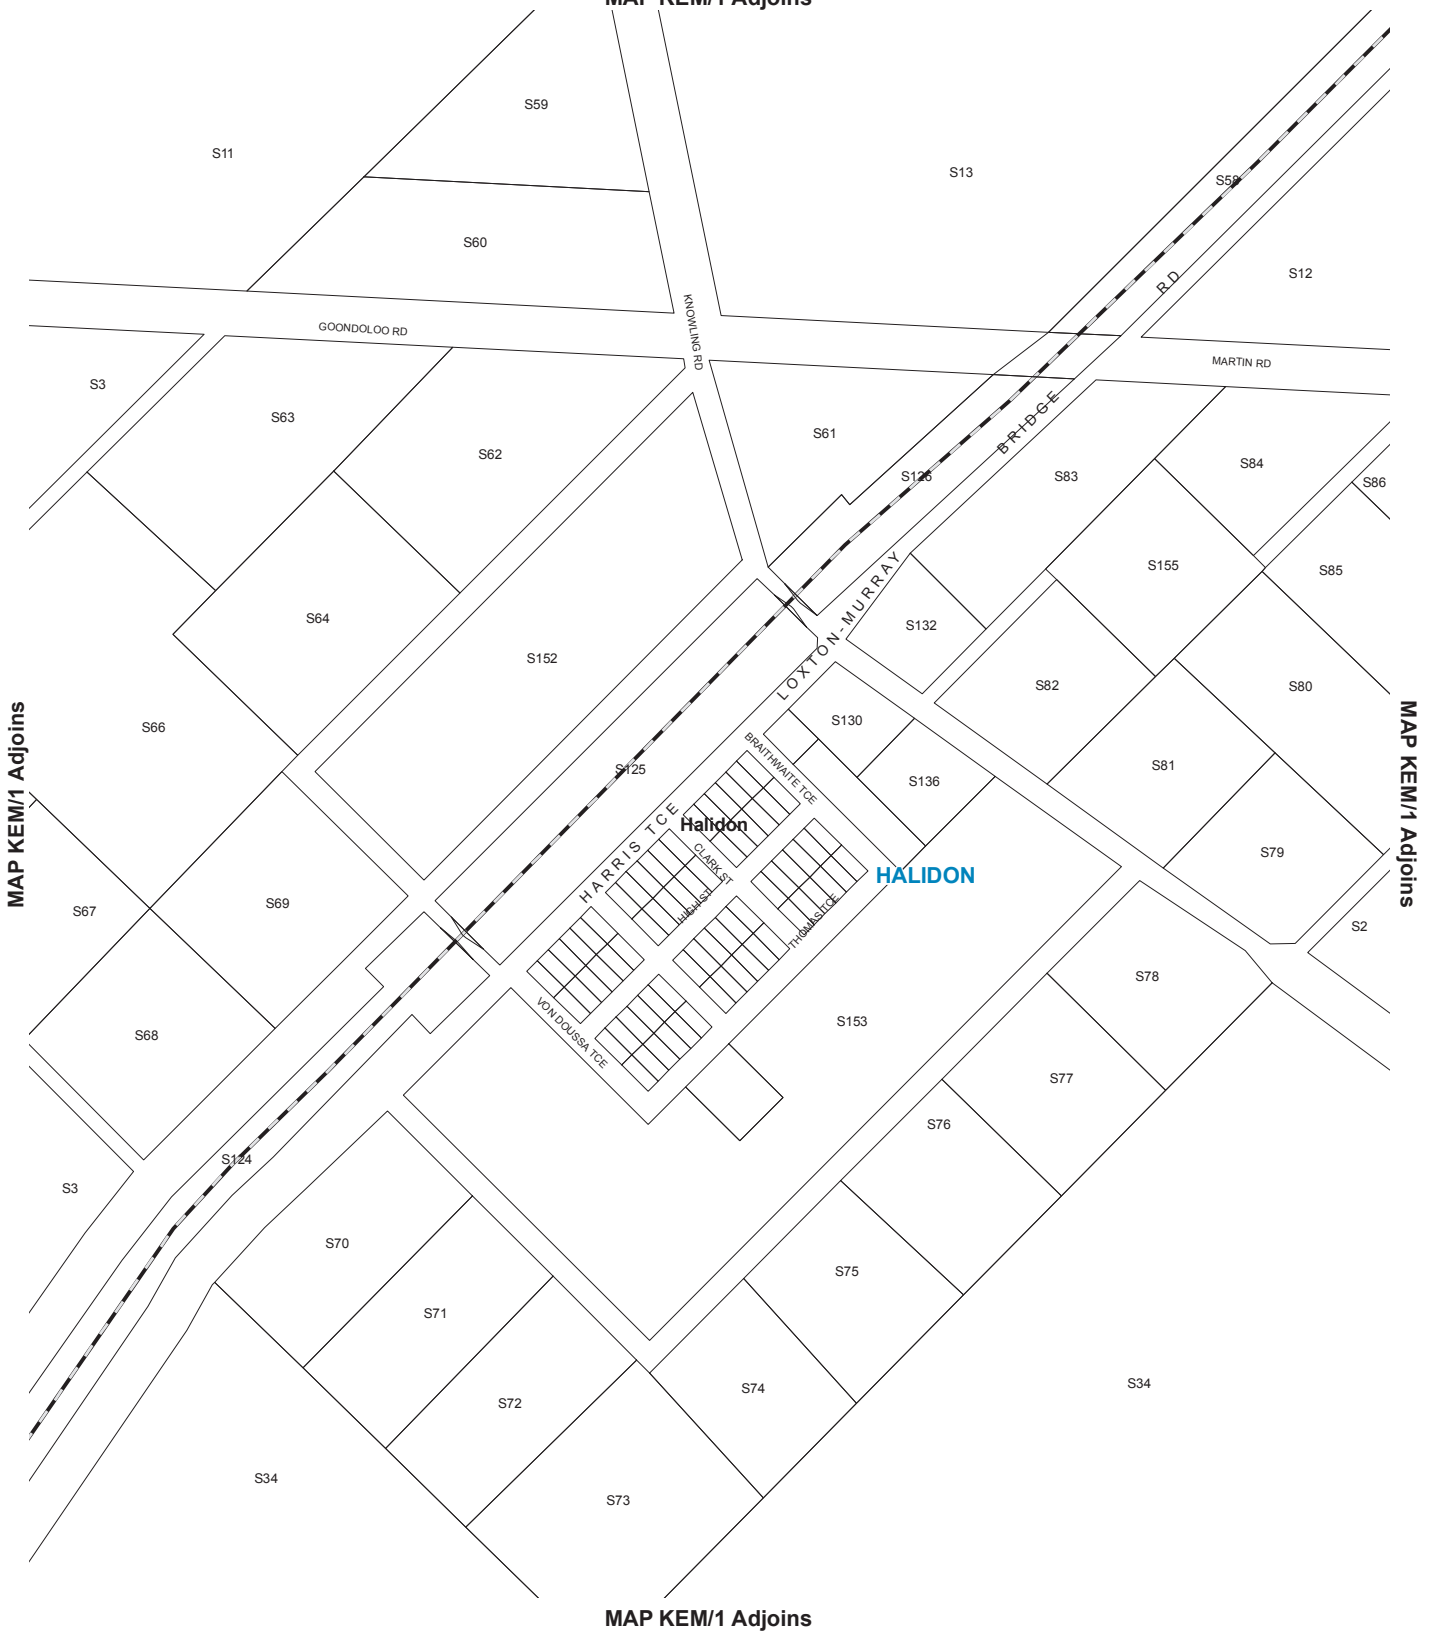 MAP KEM/1 Adjoins
S59
S11
S13
S58
S60
S12
RD
KNOWLING RD
GOONDOLOO RD
MARTIN RD
S3
S63
S61
BRIDGE
S62
S126
S83
S84
S86
S155
S85
LOXTON-MURRAY
S64
S132
S152
S82
S80
MAP KEM/1 Adjoins
MAP KEM/1 Adjoins
S66
S130
BRAITHWAITE TCE
S125
S136
S81
HARRIS TCE
Halidon
CLARK ST
S79
HALIDON
S67
S69
HIGH ST
THOMAS TCE
S2
S78
VON DOUSSA TCE
S153
S68
S77
S76
S124
S3
S70
S75
S71
S74
S34
S72
S34
S73
MAP KEM/1 Adjoins